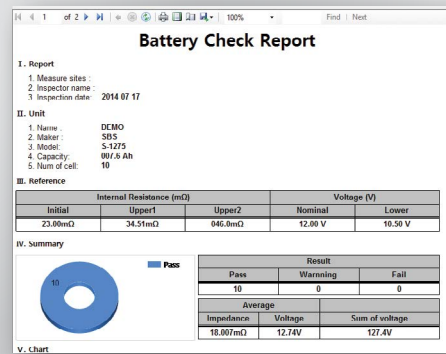 1 of 2 100% Find | Next
Battery Check Report
I. Report
1. Measure sites :
2. Inspector name :
3. Inspection date: 2014 07 17
II. Unit
1. Name : DEMO
2. Maker : SBS
3. Model: S-1275
4. Capacity: 007.6 Ah
5. Num of cell: 10
III. Reference
Internal Resistance (mΩ) Voltage (V)
Initial Upper1 Upper2 Nominal Lower
23.00mΩ 34.51mΩ 046.0mΩ 12.00 V 10.50 V
IV. Summary
10
Pass
Result
Pass Warnning Fail
10 0 0
Average
Impedance Voltage Sum of voltage
18.007mΩ 12.74V 127.4V
V. Chart